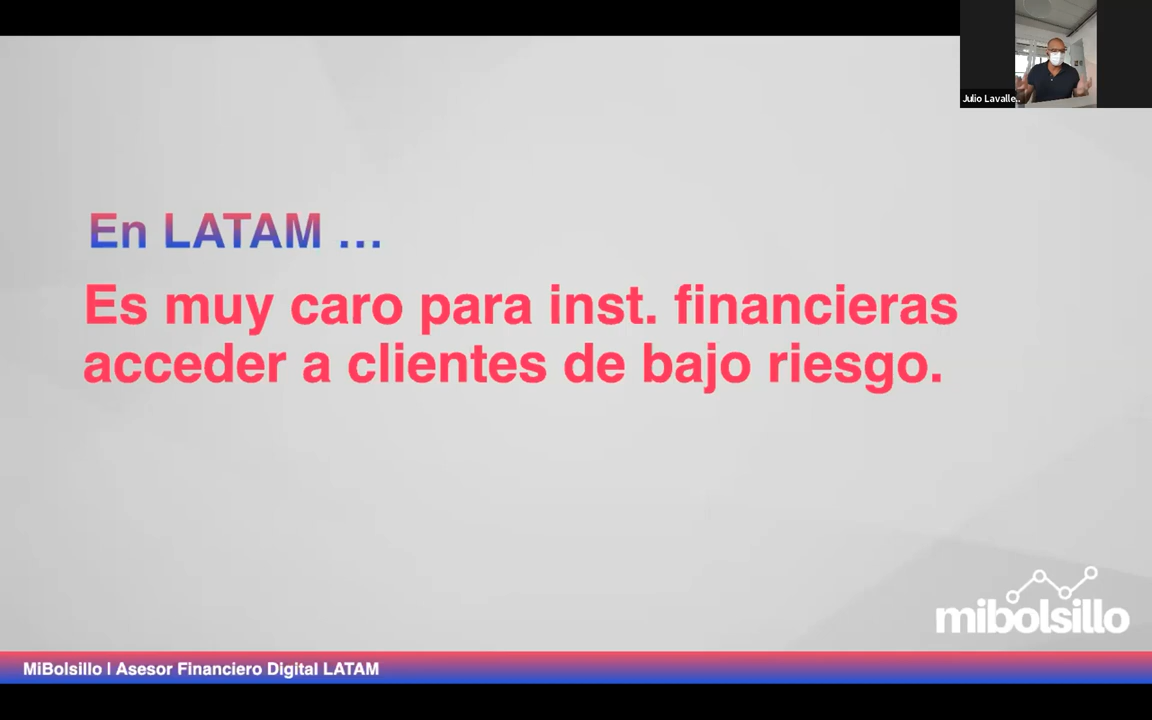 Julio Lavalle..
En LATAM ...
Es muy caro para inst. financieras
acceder a clientes de bajo riesgo.
mibolsillo
MiBolsillo | Asesor Financiero Digital LATAM